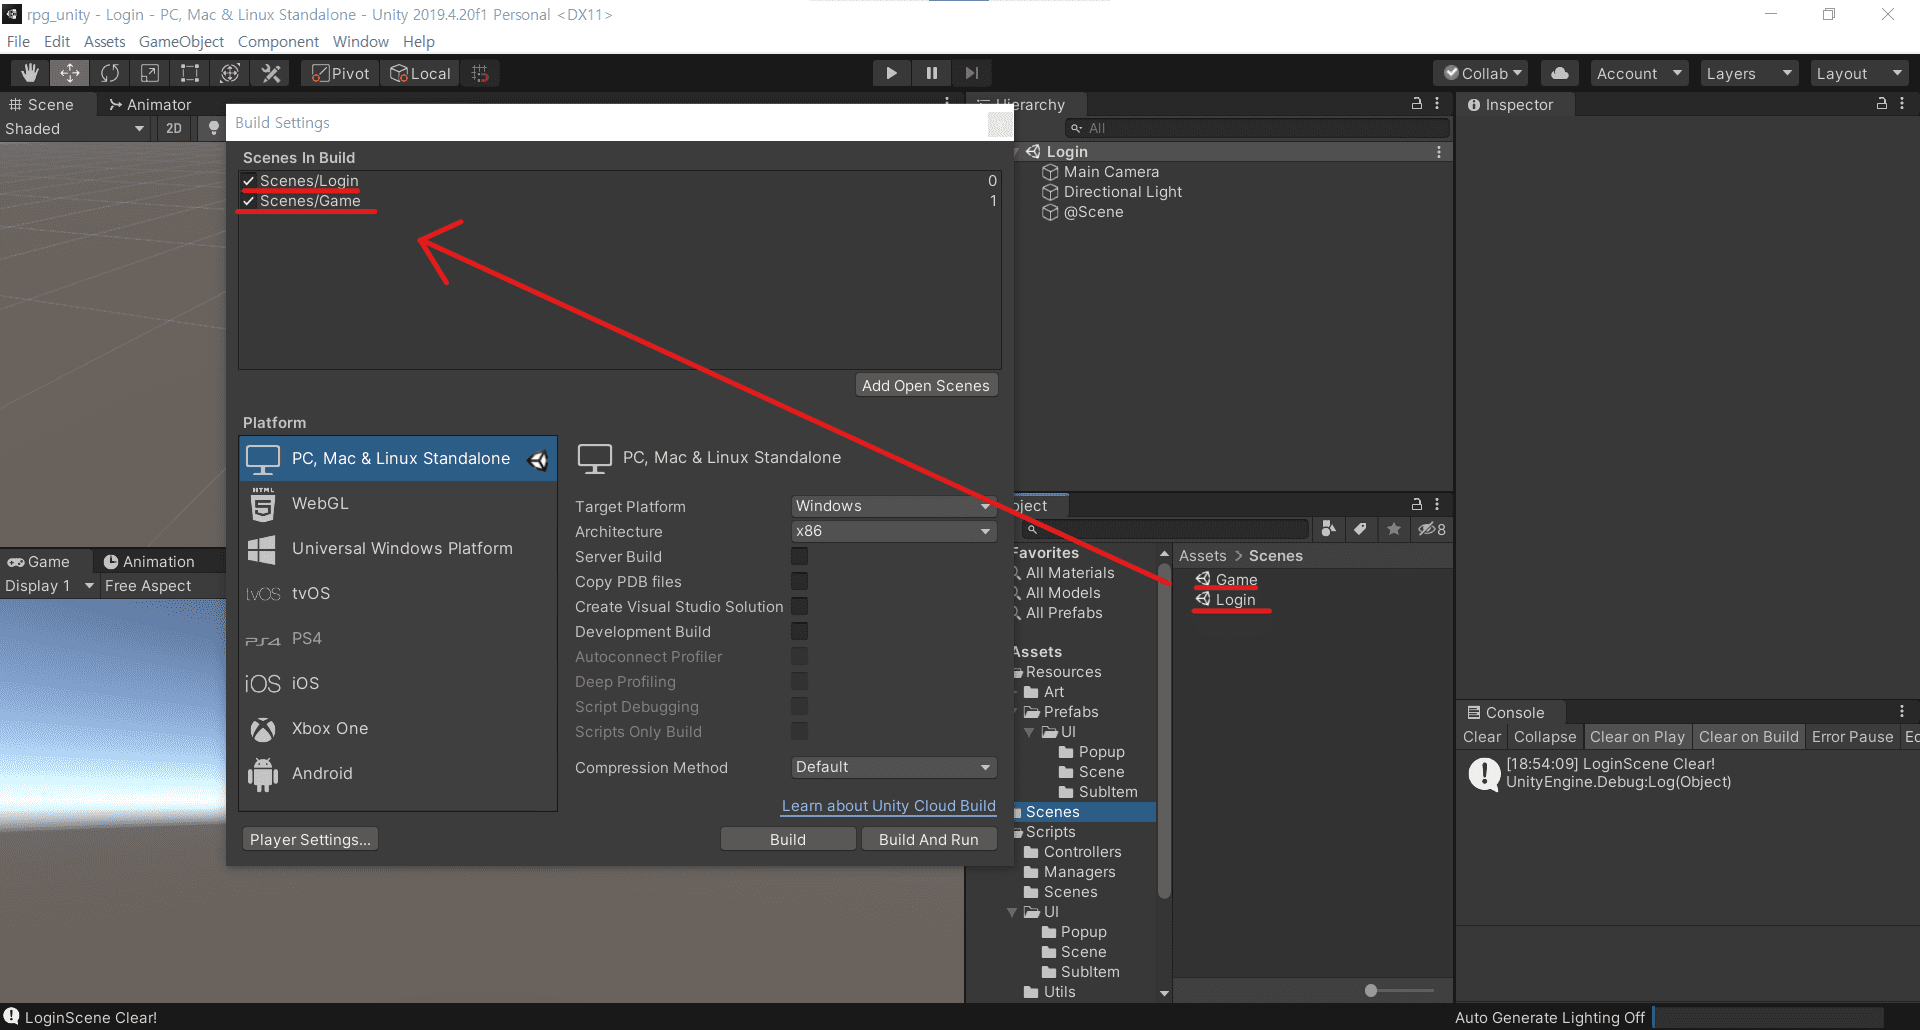 rpg_unity - Login - PC, Mac & Linux Standalone - Unity 2019.4.20f1 Personal <DX11>
File Edit Assets GameObject Component Window Help
Pivot Local Collab Account Layers Layout
Scene Animator
Shaded 2D
Build Settings
Scenes In Build
Scenes/Login 0
Scenes/Game 1
Add Open Scenes
Platform
PC, Mac & Linux Standalone
HTML 5 WebGL
Universal Windows Platform
tvOS tvOS
PS4 PS4
iOS iOS
Xbox One
Android
PC, Mac & Linux Standalone
Target Platform Windows
Architecture x86
Server Build
Copy PDB files
Create Visual Studio Solution
Development Build
Autoconnect Profiler
Deep Profiling
Script Debugging
Scripts Only Build
Compression Method Default
Learn about Unity Cloud Build
Player Settings... Build Build And Run
Game Animation
Display 1 Free Aspect
Hierarchy
All
Login
Main Camera
Directional Light
@Scene
oject
8
Favorites
All Materials
All Models
All Prefabs
Assets
Resources
Art
Prefabs
UI
Popup
Scene
SubItem
Scenes
Scripts
Controllers
Managers
Scenes
UI
Popup
Scene
SubItem
Utils
Assets > Scenes
Game
Login
Inspector
Console
Clear Collapse Clear on Play Clear on Build Error Pause Ed
[18:54:09] LoginScene Clear!
UnityEngine.Debug:Log(Object)
LoginScene Clear!
Auto Generate Lighting Off